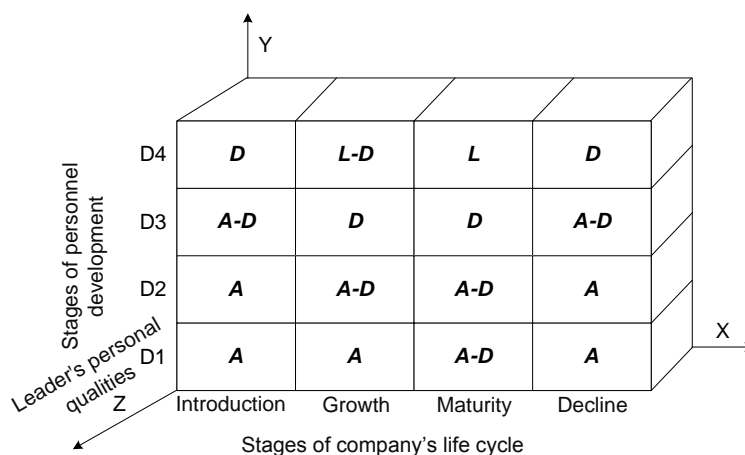 Y
D4 D L-D L D
D3 A-D D D A-D
D2 A A-D A-D A
D1 A A A-D A
Stages of personnel
development
Leader's personal
qualities
X
Z
Introduction Growth Maturity Decline
Stages of company's life cycle